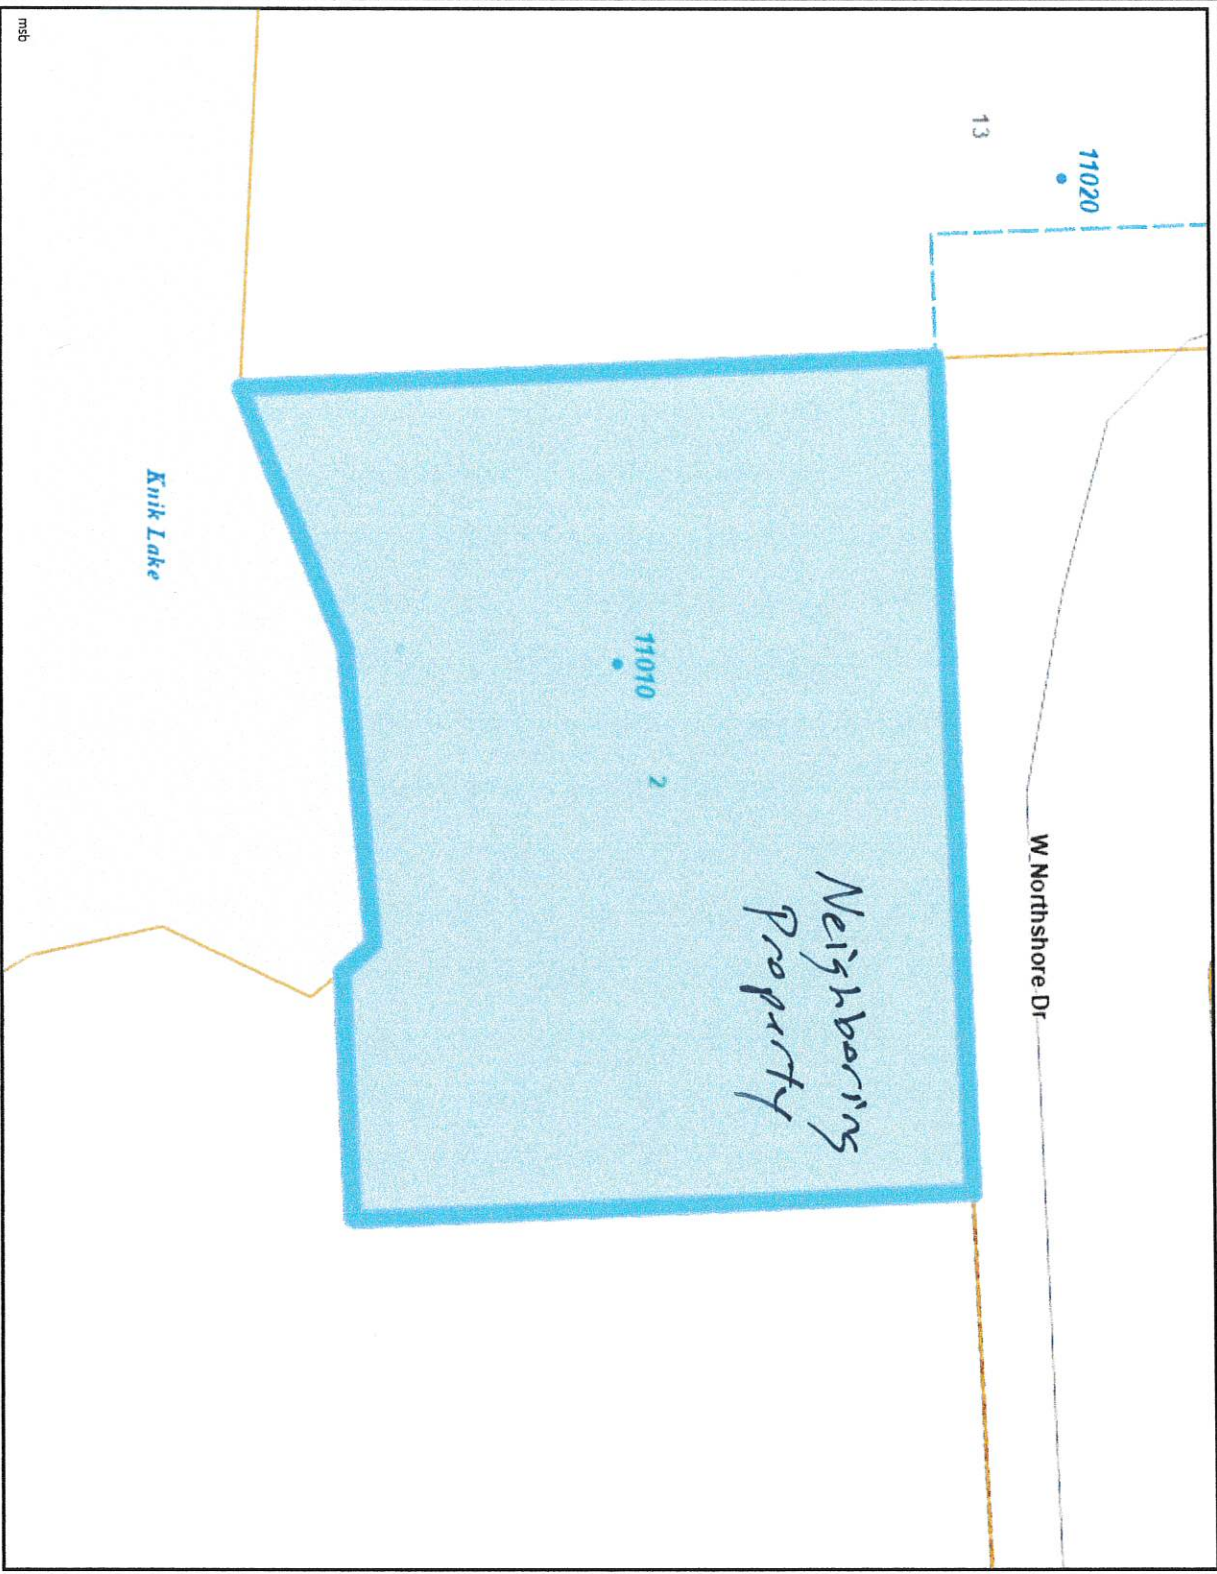 W Northshore Dr
11020
13
Neighboring
Property
11010
2
Knik Lake
msb